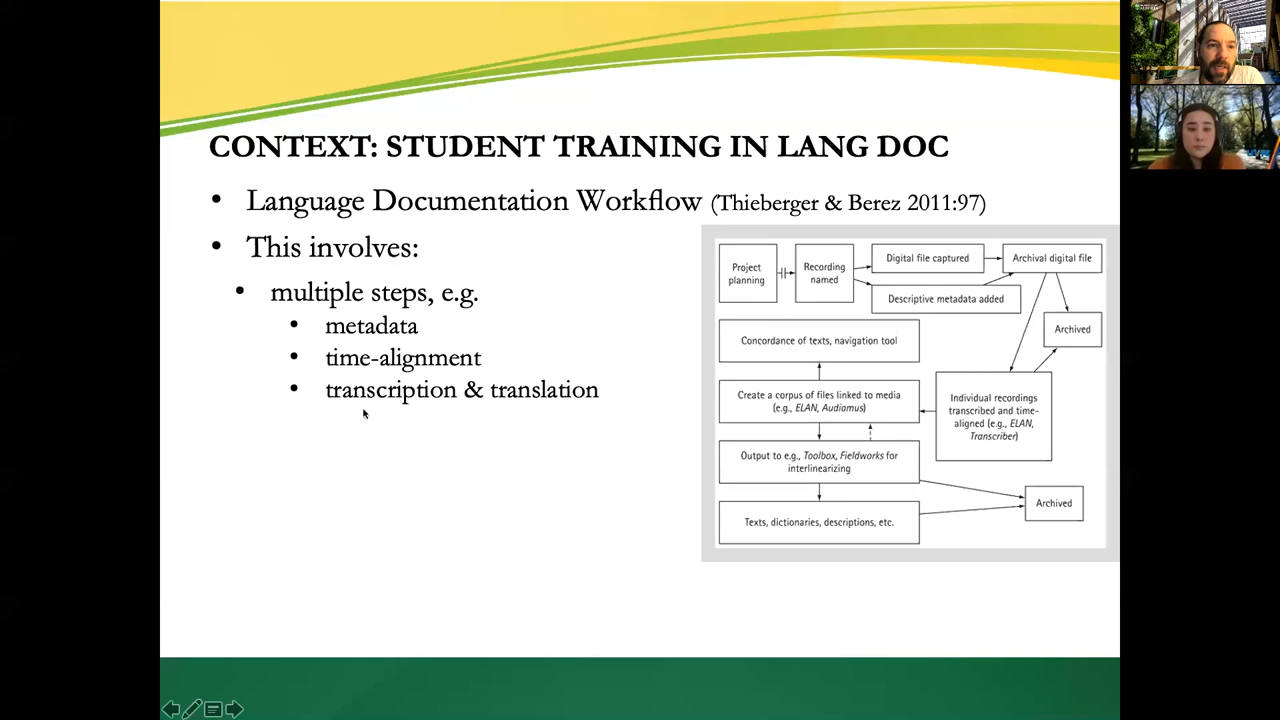 CONTEXT: STUDENT TRAINING IN LANG DOC
• Language Documentation Workflow (Thieberger & Berez 2011:97)
• This involves:
• multiple steps, e.g.
• metadata
• time-alignment
• transcription & translation
Project
planning
Recording
named
Digital file captured
Archival digital file
Descriptive metadata added
Archived
Concordance of texts, navigation tool
Create a corpus of files linked to media
(e.g., ELAN, Audiamus)
Individual recordings
transcribed and time-
aligned (e.g., ELAN,
Transcriber)
Output to e.g., Toolbox, Fieldworks for
interlinearizing
Archived
Texts, dictionaries, descriptions, etc.